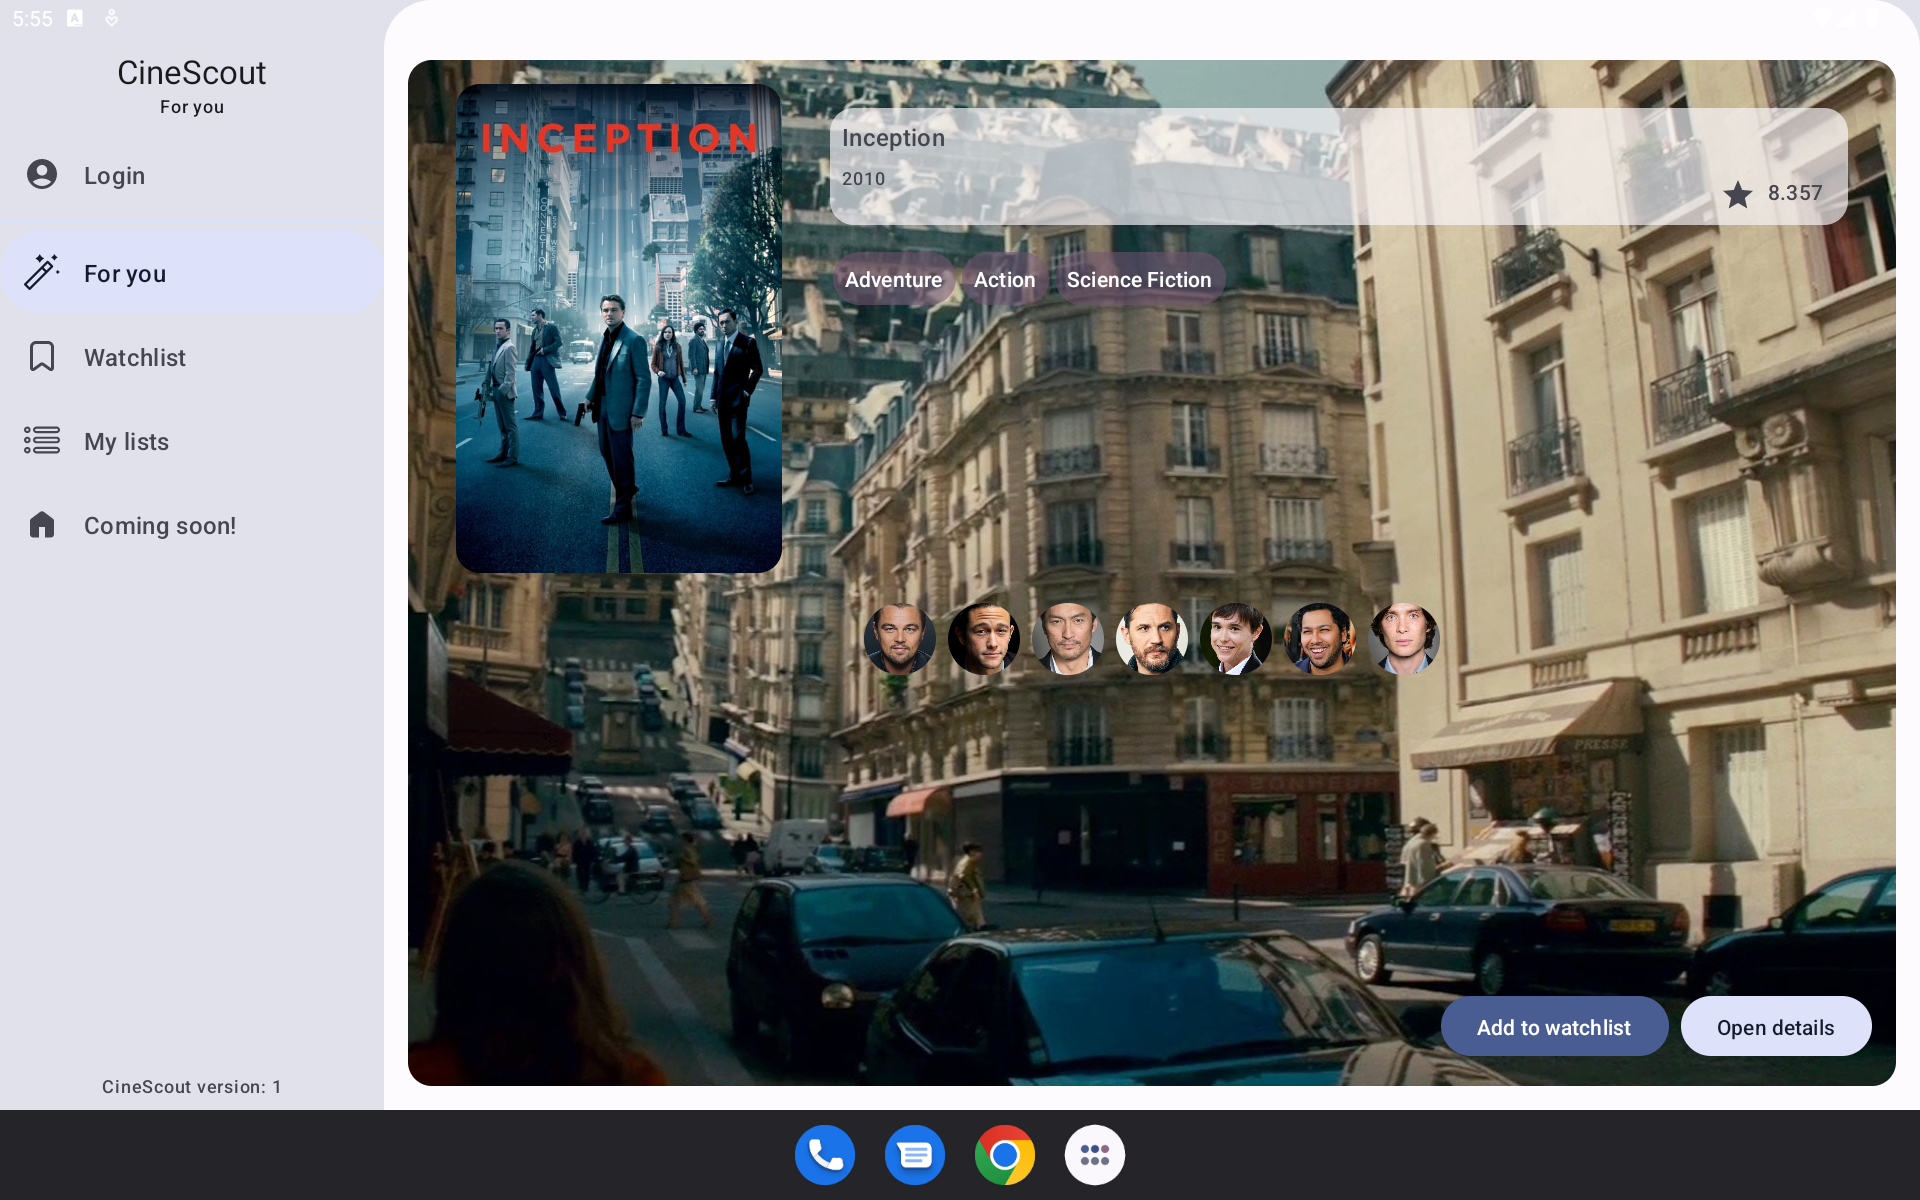 5:55
CineScout
For you
Login
For you
Watchlist
My lists
Coming soon!
CineScout version: 1
INCEPTION
Inception
2010
8.357
Adventure
Action
Science Fiction
PRESSE
Add to watchlist
Open details